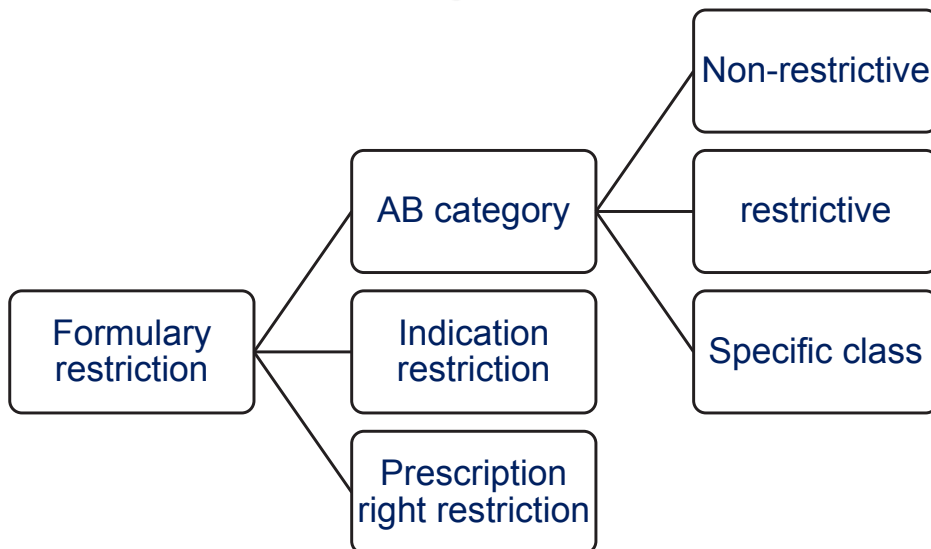 Non-restrictive
AB category
restrictive
Formulary
restriction
Indication
restriction
Specific class
Prescription
right restriction